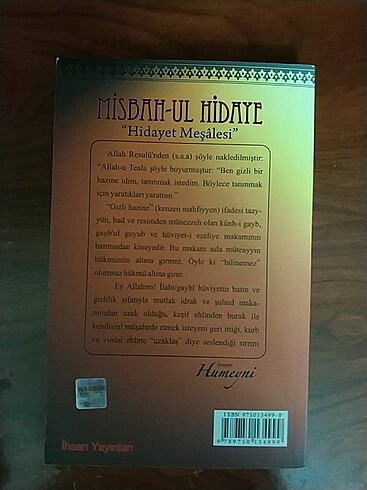 MİSBAH-UL HİDAYE
"Hidayet Meşâlesi"
Allah Resulü'nden (s.a.a) şöyle nakledilmiştir:
"Allah-u Teala şöyle buyurmuştur: "Ben gizli bir
hazine idim, tanınmak istedim. Böylece tanınmak
için yaratıkları yarattım."
"Gizli hazine" (kenzen mahfiyyen) ifadesi taay-
yün, had ve resimden münezzeh olan künh-i gayb,
gayb'ul guyub ve hüviyet-i ezeliye makamının
batınından kinayedir. Bu makam asla müteayyin
hükmünün altına girmez. Öyle ki "bilinemez"
olumsuz hükmü altına girer.
Ey Allahım! İlahi/gaybî hüviyetin batın ve
gizlilik sıfatıyla mutlak idrak ve şuhud maka-
mından uzak olduğu, keşif ehlinden burak ile
kendisini müşahede etmek isteyeni geri ittiği, kurb
ve vuslat ehline "uzaklaş" diye seslendiği sırrını
Humeyni
ISBN 975013499-0
9789750134999
İhsan Yayınları